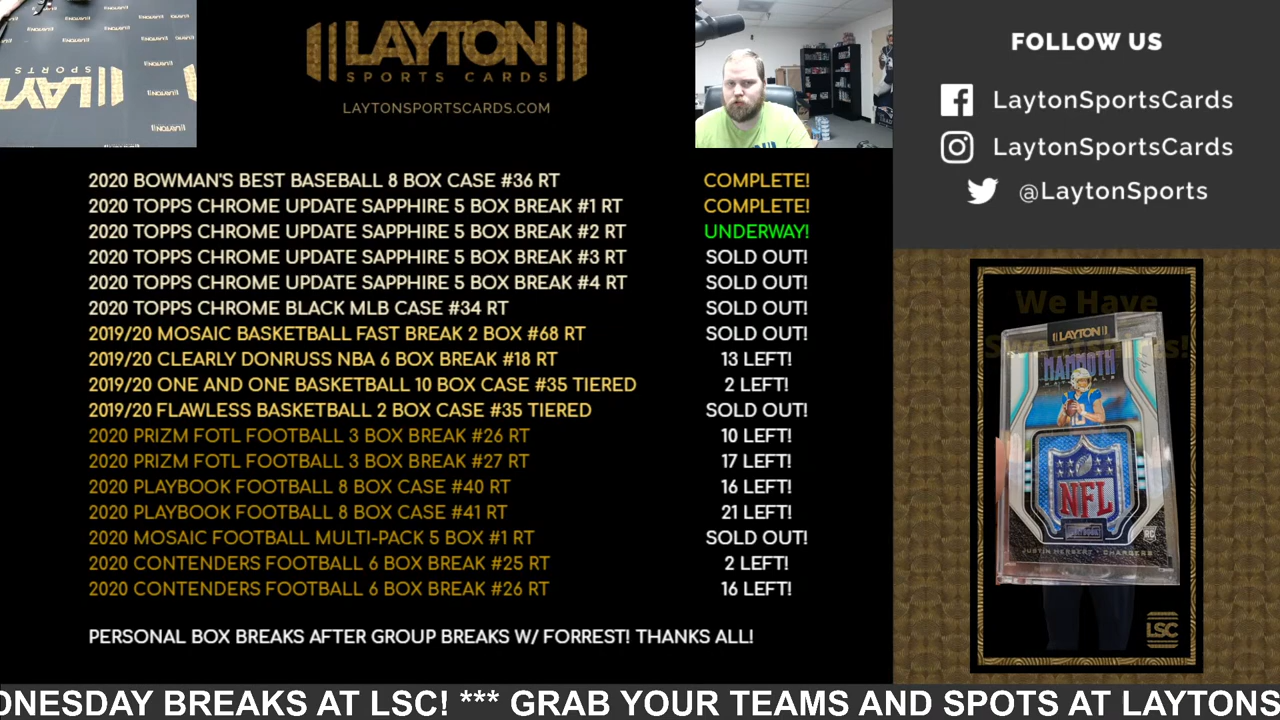 LAYTON
SPORTS CARDS
LAYTONSPORTSCARDS.COM
FOLLOW US
LaytonSportsCards
LaytonSportsCards
@LaytonSports
2020 BOWMAN'S BEST BASEBALL 8 BOX CASE #36 RT COMPLETE!
2020 TOPPS CHROME UPDATE SAPPHIRE 5 BOX BREAK #1 RT COMPLETE!
2020 TOPPS CHROME UPDATE SAPPHIRE 5 BOX BREAK #2 RT UNDERWAY!
2020 TOPPS CHROME UPDATE SAPPHIRE 5 BOX BREAK #3 RT SOLD OUT!
2020 TOPPS CHROME UPDATE SAPPHIRE 5 BOX BREAK #4 RT SOLD OUT!
2020 TOPPS CHROME BLACK MLB CASE #34 RT SOLD OUT!
2019/20 MOSAIC BASKETBALL FAST BREAK 2 BOX #68 RT SOLD OUT!
2019/20 CLEARLY DONRUSS NBA 6 BOX BREAK #18 RT 13 LEFT!
2019/20 ONE AND ONE BASKETBALL 10 BOX CASE #35 TIERED 2 LEFT!
2019/20 FLAWLESS BASKETBALL 2 BOX CASE #35 TIERED SOLD OUT!
2020 PRIZM FOTL FOOTBALL 3 BOX BREAK #26 RT 10 LEFT!
2020 PRIZM FOTL FOOTBALL 3 BOX BREAK #27 RT 17 LEFT!
2020 PLAYBOOK FOOTBALL 8 BOX CASE #40 RT 16 LEFT!
2020 PLAYBOOK FOOTBALL 8 BOX CASE #41 RT 21 LEFT!
2020 MOSAIC FOOTBALL MULTI-PACK 5 BOX #1 RT SOLD OUT!
2020 CONTENDERS FOOTBALL 6 BOX BREAK #25 RT 2 LEFT!
2020 CONTENDERS FOOTBALL 6 BOX BREAK #26 RT 16 LEFT!
PERSONAL BOX BREAKS AFTER GROUP BREAKS W/ FORREST! THANKS ALL!
We Have
LAYTON
MAMMOTH
NFL
RC
JUSTIN HERBERT • CHARGERS
LSC
DNESDAY BREAKS AT LSC! *** GRAB YOUR TEAMS AND SPOTS AT LAYTONS